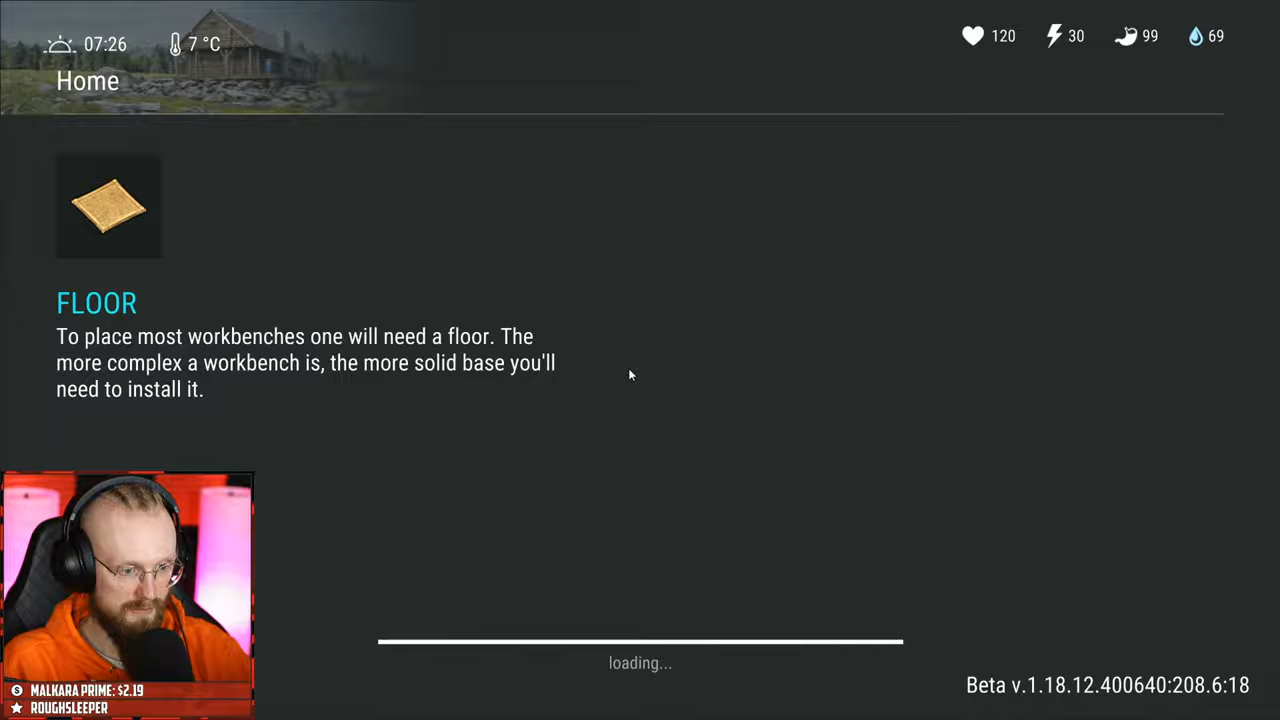 07:26
7 °C
120
30
99
69
Home
FLOOR
To place most workbenches one will need a floor. The
more complex a workbench is, the more solid base you'll
need to install it.
loading...
Beta v.1.18.12.400640:208.6:18
MALKARA PRIME: $2.19
ROUGHSLEEPER